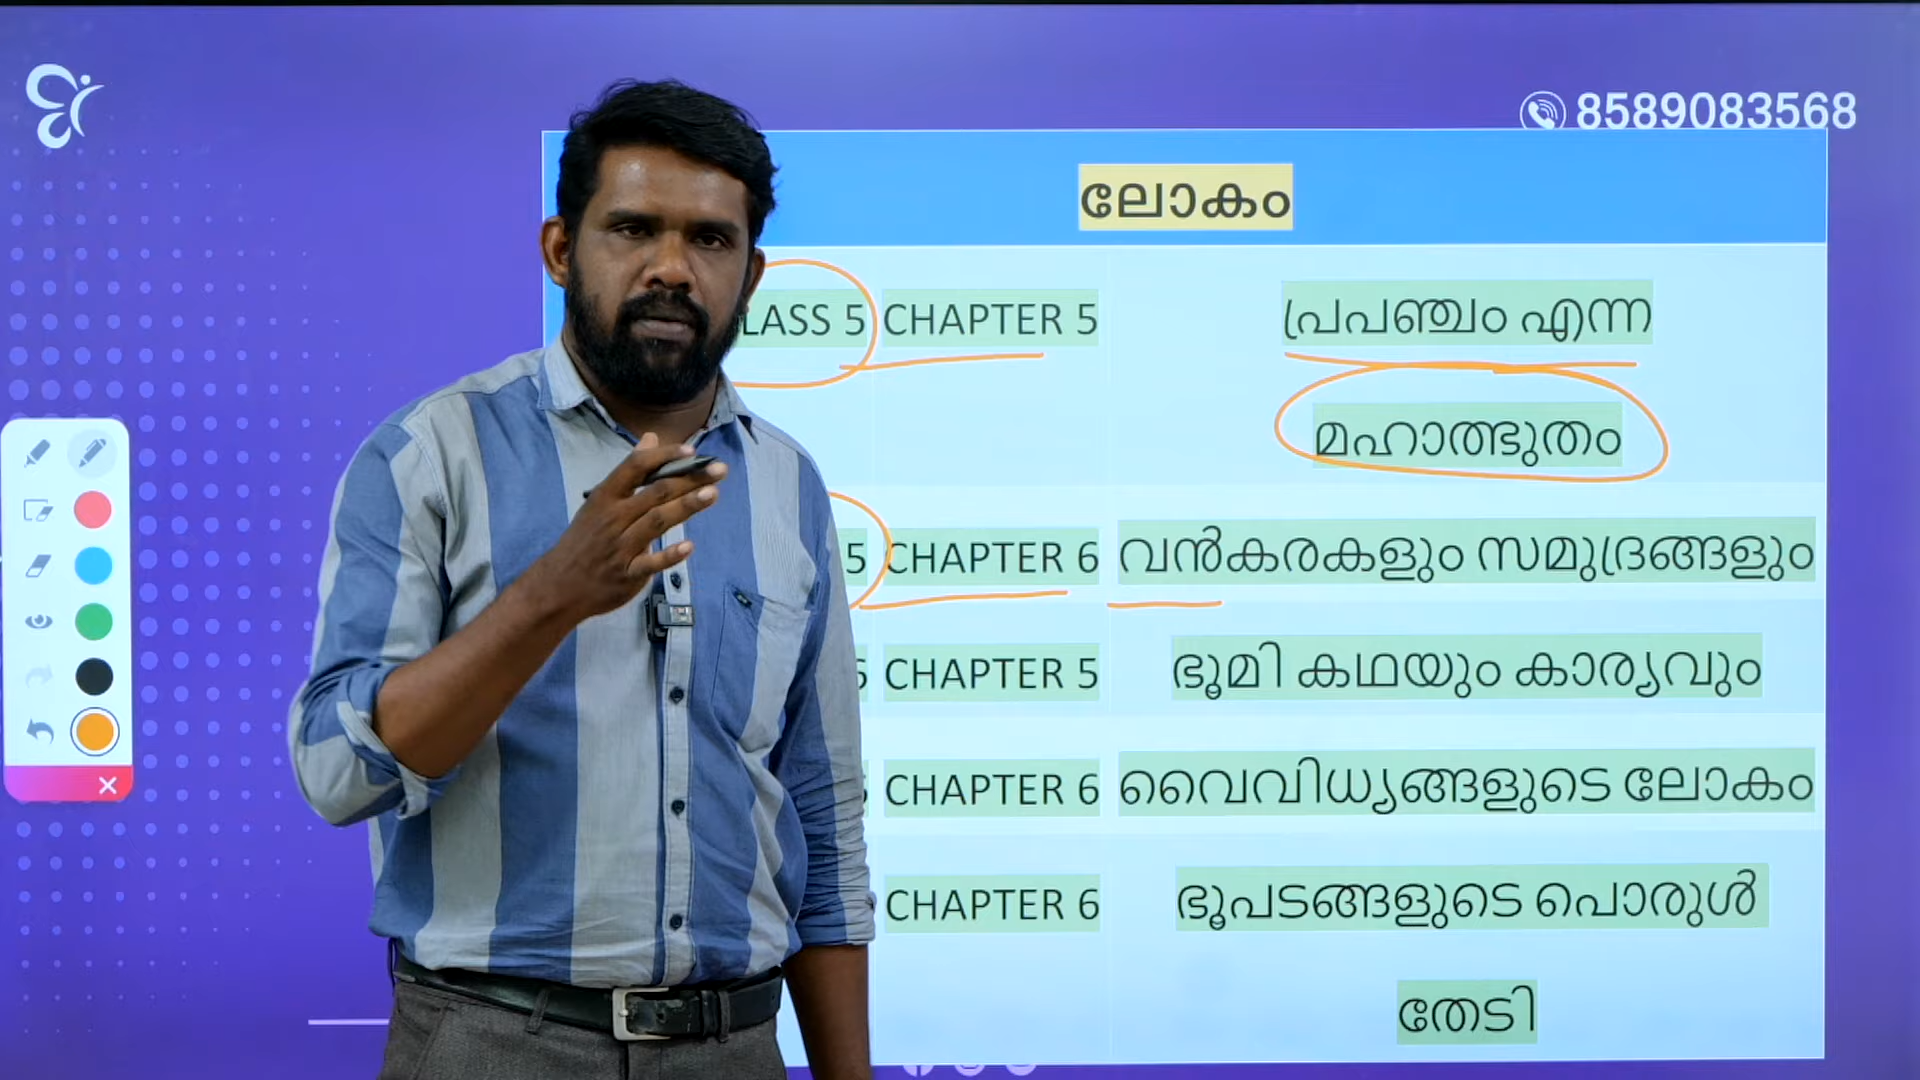 8589083568
ലോകം
LASS 5 CHAPTER 5 പ്രപഞ്ചം എന്ന
മഹാത്ഭുതം
5 CHAPTER 6 വൻകരകളും സമുദ്രങ്ങളും
CHAPTER 5 ഭൂമി കഥയും കാര്യവും
CHAPTER 6 വൈവിധ്യങ്ങളുടെ ലോകം
CHAPTER 6 ഭൂപടങ്ങളുടെ പൊരുൾ
തേടി